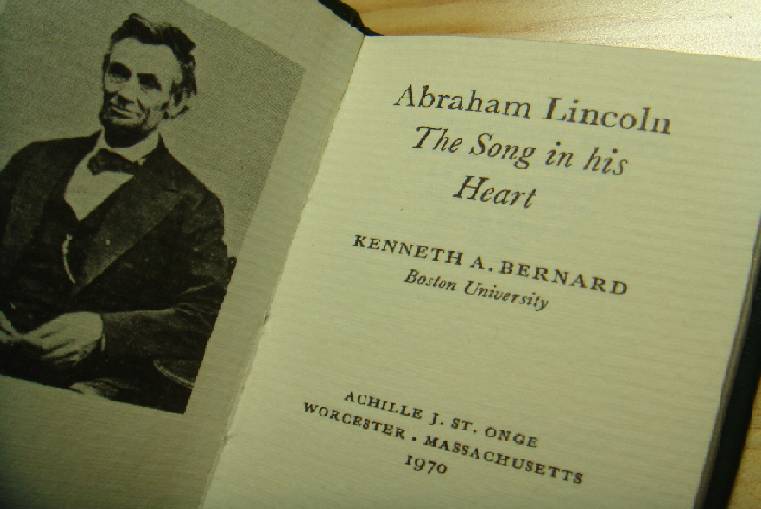 Abraham Lincoln
The Song in his
Heart
KENNETH A. BERNARD
Boston University
ACHILLE J. ST. ONGE
WORCESTER . MASSACHUSETTS
1970